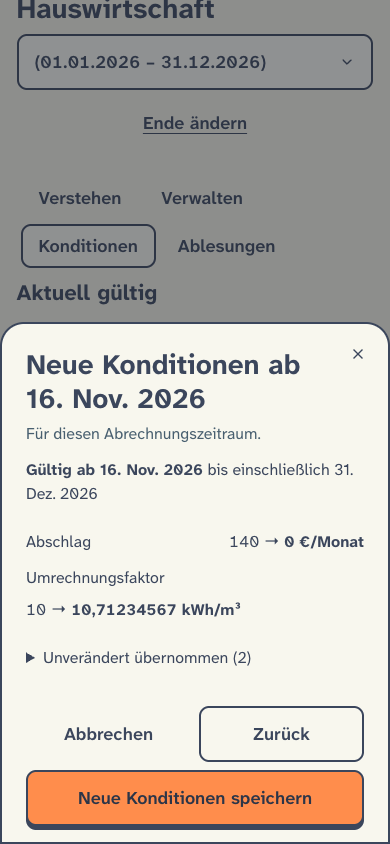 Hauswirtschaft
(01.01.2026 – 31.12.2026)
Ende ändern
Verstehen Verwalten
Konditionen Ablesungen
Aktuell gültig
×
Neue Konditionen ab
16. Nov. 2026
Für diesen Abrechnungszeitraum.
Gültig ab 16. Nov. 2026 bis einschließlich 31.
Dez. 2026
Abschlag 140 → 0 €/Monat
Umrechnungsfaktor
10 → 10,71234567 kWh/m³
▶ Unverändert übernommen (2)
Abbrechen Zurück
Neue Konditionen speichern